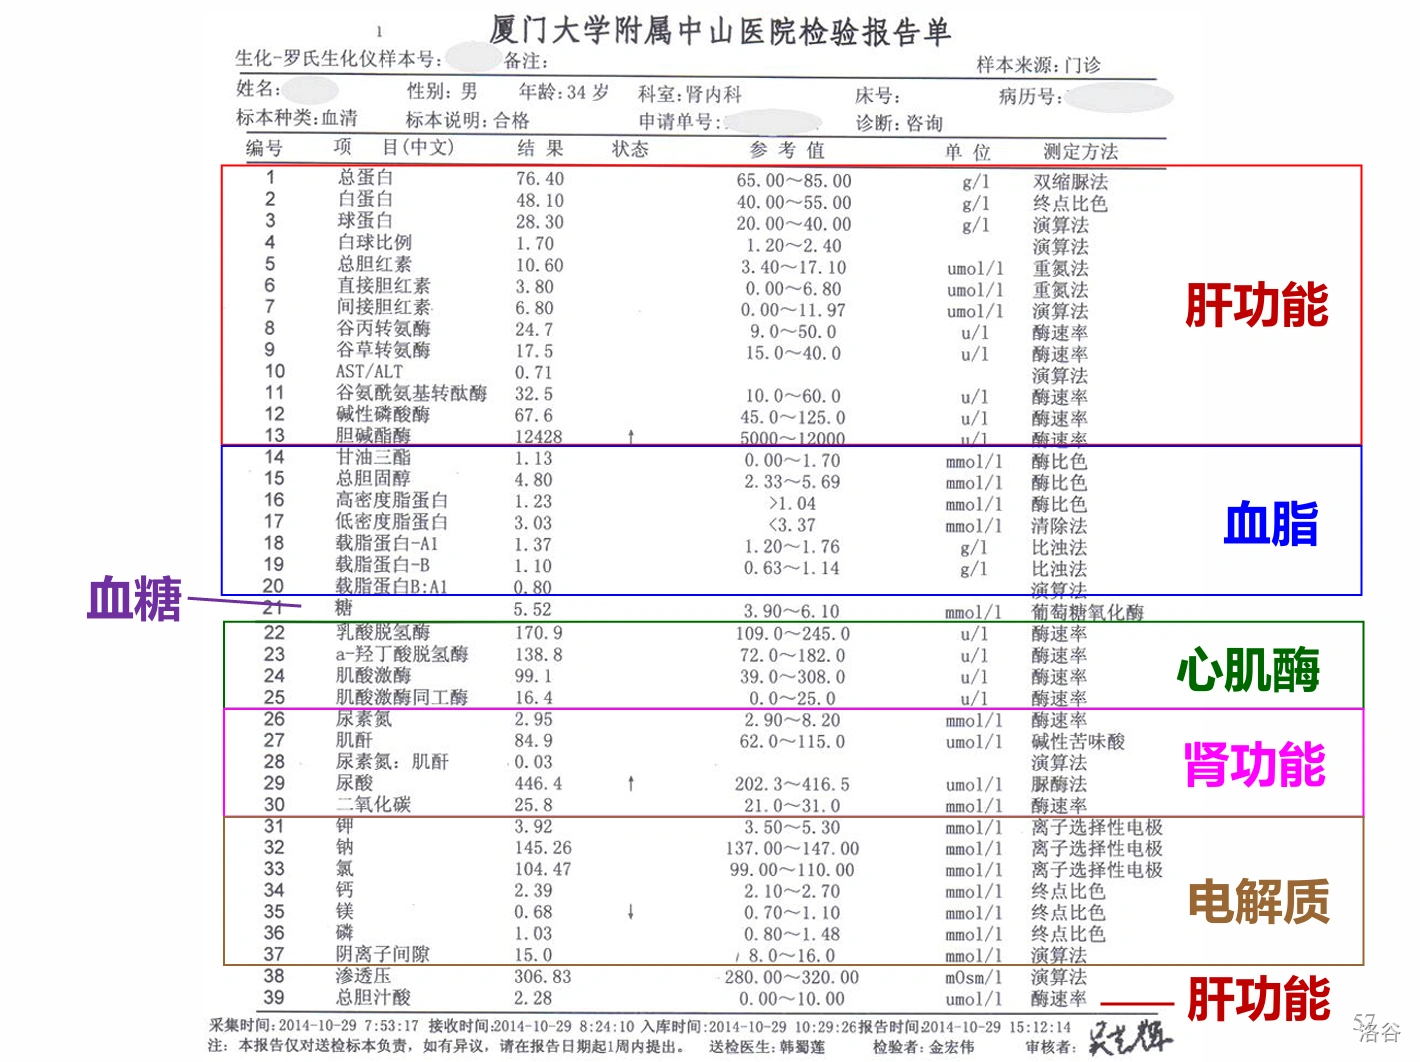 1
厦门大学附属中山医院检验报告单
生化-罗氏生化仪样本号: 备注: 样本来源:门诊
姓名: 性别: 男 年龄:34 岁 科室:肾内科 床号: 病历号:
标本种类:血清 标本说明:合格 申请单号: 诊断:咨询
编号 项 目(中文) 结 果 状态 参 考 值 单 位 测定方法
1 总蛋白 76.40 65.00~85.00 g/l 双缩脲法
2 白蛋白 48.10 40.00~55.00 g/l 终点比色
3 球蛋白 28.30 20.00~40.00 g/l 演算法
4 白球比例 1.70 1.20~2.40 演算法
5 总胆红素 10.60 3.40~17.10 umol/l 重氮法
6 直接胆红素 3.80 0.00~6.80 umol/l 重氮法
7 间接胆红素 6.80 0.00~11.97 umol/l 演算法
肝功能
8 谷丙转氨酶 24.7 9.0~50.0 u/l 酶速率
9 谷草转氨酶 17.5 15.0~40.0 u/l 酶速率
10 AST/ALT 0.71 演算法
11 谷氨酰氨基转酞酶 32.5 10.0~60.0 u/l 酶速率
12 碱性磷酸酶 67.6 45.0~125.0 u/l 酶速率
13 胆碱酯酶 12428 ↑ 5000~12000 u/l 酶速率
14 甘油三酯 1.13 0.00~1.70 mmol/l 酶比色
15 总胆固醇 4.80 2.33~5.69 mmol/l 酶比色
16 高密度脂蛋白 1.23 >1.04 mmol/l 酶比色
17 低密度脂蛋白 3.03 <3.37 mmol/l 清除法
血脂
18 载脂蛋白-A1 1.37 1.20~1.76 g/l 比浊法
19 载脂蛋白-B 1.10 0.63~1.14 g/l 比浊法
20 载脂蛋白B:A1 0.80 演算法
血糖
21 糖 5.52 3.90~6.10 mmol/l 葡萄糖氧化酶
22 乳酸脱氢酶 170.9 109.0~245.0 u/l 酶速率
23 a-羟丁酸脱氢酶 138.8 72.0~182.0 u/l 酶速率
心肌酶
24 肌酸激酶 99.1 39.0~308.0 u/l 酶速率
25 肌酸激酶同工酶 16.4 0.0~25.0 u/l 酶速率
26 尿素氮 2.95 2.90~8.20 mmol/l 酶速率
27 肌酐 84.9 62.0~115.0 umol/l 碱性苦味酸
28 尿素氮: 肌酐 0.03 演算法
肾功能
29 尿酸 446.4 ↑ 202.3~416.5 umol/l 脲酶法
30 二氧化碳 25.8 21.0~31.0 mmol/l 酶速率
31 钾 3.92 3.50~5.30 mmol/l 离子选择性电极
32 钠 145.26 137.00~147.00 mmol/l 离子选择性电极
33 氯 104.47 99.00~110.00 mmol/l 离子选择性电极
34 钙 2.39 2.10~2.70 mmol/l 终点比色
电解质
35 镁 0.68 ↓ 0.70~1.10 mmol/l 终点比色
36 磷 1.03 0.80~1.48 mmol/l 终点比色
37 阴离子间隙 15.0 8.0~16.0 mmol/l 演算法
38 渗透压 306.83 280.00~320.00 mOsm/l 演算法
39 总胆汁酸 2.28 0.00~10.00 umol/l 酶速率
肝功能
采集时间:2014-10-29 7:53:17 接收时间:2014-10-29 8:24:10 入库时间:2014-10-29 10:29:26报告时间2014-10-29 15:12:14
注: 本报告仅对送检标本负责, 如有异议, 请在报告日期起1周内提出。 送检医生: 韩蜀莲 检验者: 金宏伟 审核者:
57
洛谷